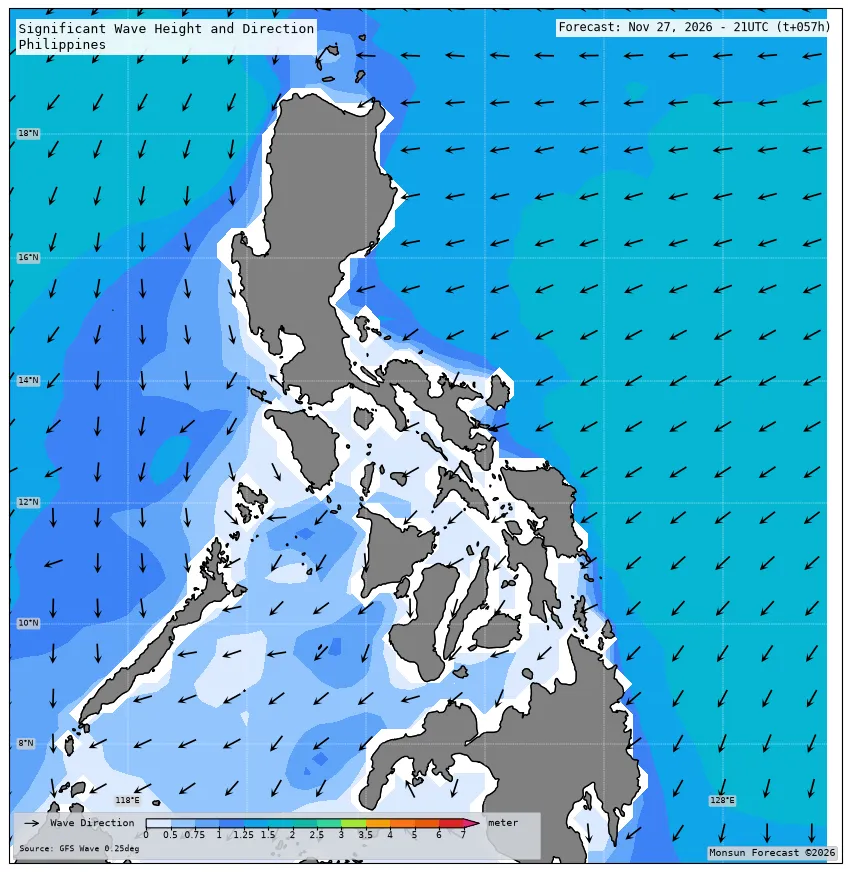 Significant Wave Height and Direction
Philippines
Forecast: Nov 27, 2026 - 21UTC (t+057h)
18°N
16°N
14°N
12°N
10°N
8°N
118°E
128°E
Wave Direction
0 0.5 0.75 1 1.25 1.5 2 2.5 3 3.5 4 5 6 7
meter
Source: GFS Wave 0.25deg
Monsun Forecast ©2026